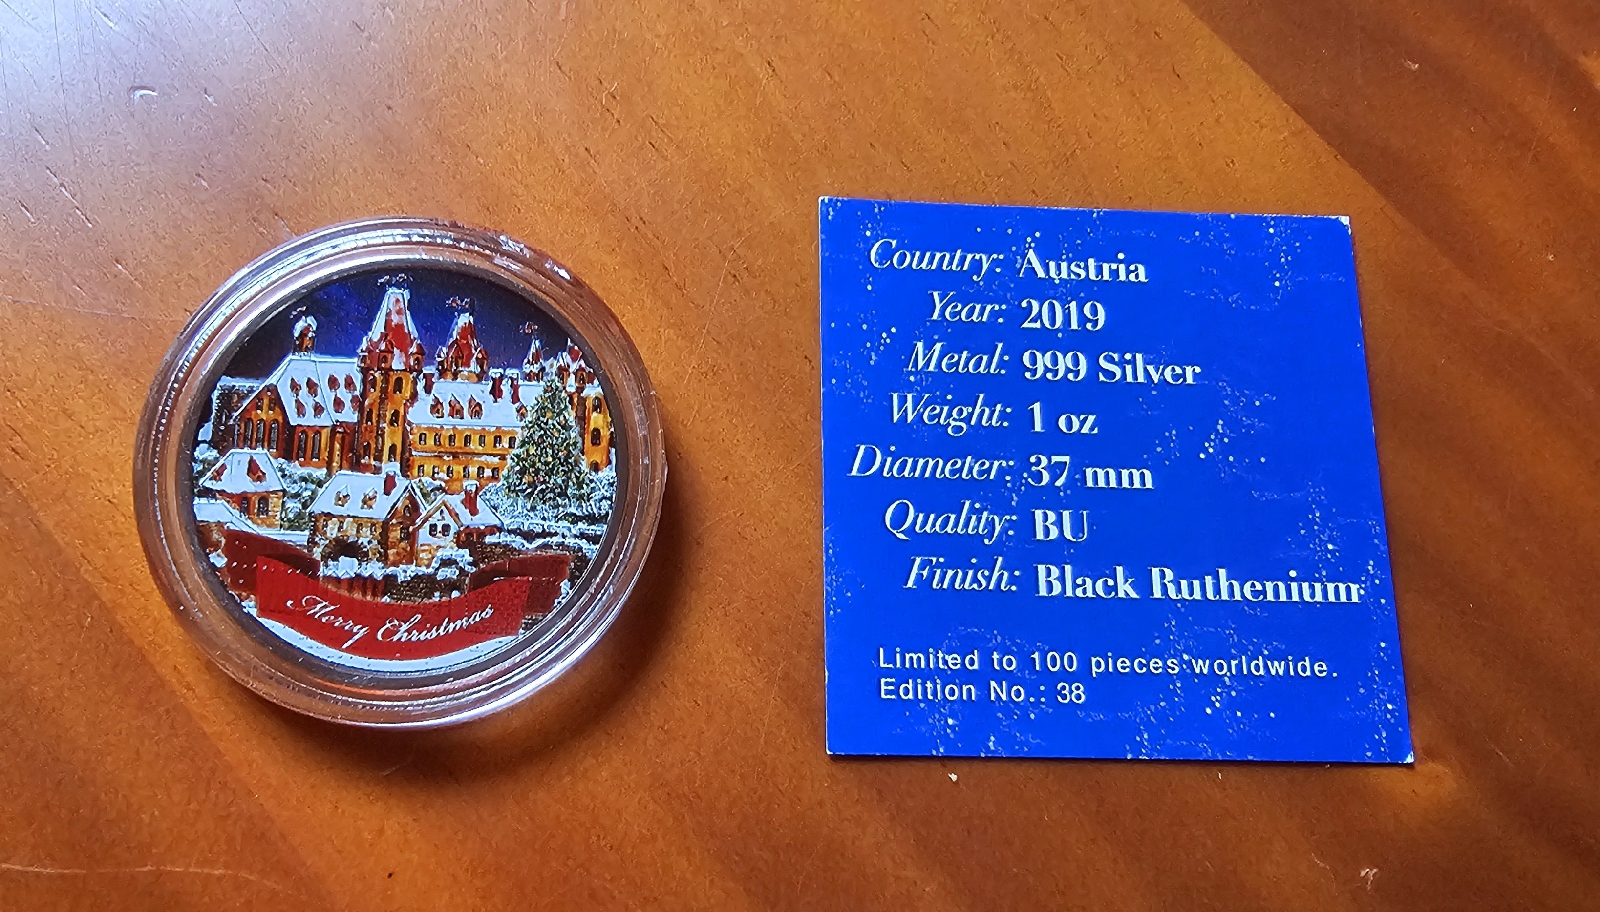 Merry Christmas
Country: Austria
Year: 2019
Metal: 999 Silver
Weight: 1 oz
Diameter: 37 mm
Quality: BU
Finish: Black Ruthenium
Limited to 100 pieces worldwide.
Edition No.: 38